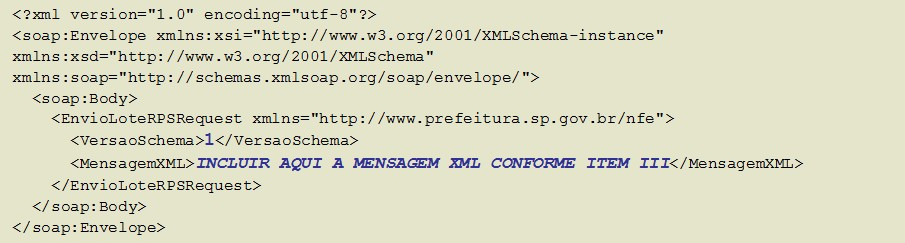 <?xml version="1.0" encoding="utf-8"?>
<soap:Envelope xmlns:xsi="http://www.w3.org/2001/XMLSchema-instance"
xmlns:xsd="http://www.w3.org/2001/XMLSchema"
xmlns:soap="http://schemas.xmlsoap.org/soap/envelope/">
  <soap:Body>
    <EnvioLoteRPSRequest xmlns="http://www.prefeitura.sp.gov.br/nfe">
      <VersaoSchema>1</VersaoSchema>
      <MensagemXML>INCLUIR AQUI A MENSAGEM XML CONFORME ITEM III</MensagemXML>
    </EnvioLoteRPSRequest>
  </soap:Body>
</soap:Envelope>